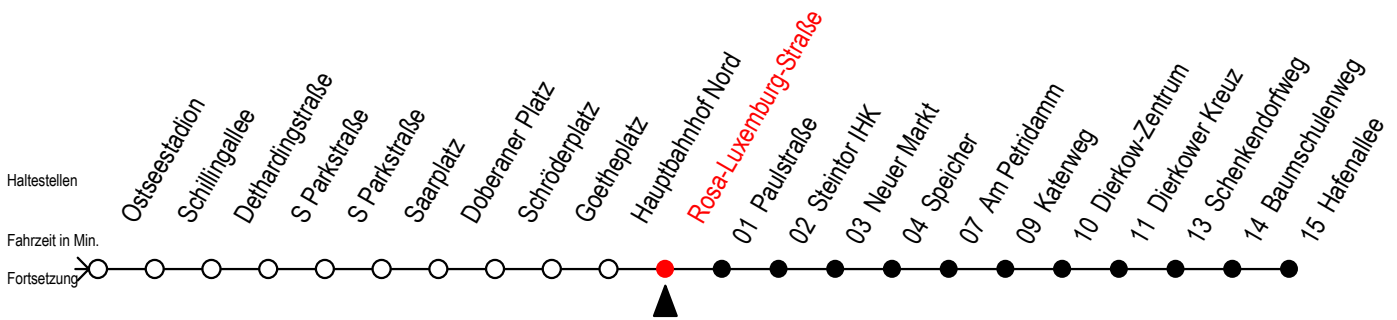 Haltestellen
Ostseestadion
Schillingallee
Dethardingstraße
S Parkstraße
S Parkstraße
Saarplatz
Doberaner Platz
Schröderplatz
Goetheplatz
Hauptbahnhof Nord
Rosa-Luxemburg-Straße
01 Paulstraße
02 Steintor IHK
03 Neuer Markt
04 Speicher
07 Am Petridamm
09 Katenweg
10 Dierkow-Zentrum
11 Dierkower Kreuz
13 Schenkendorfweg
14 Baumschulenweg
15 Hafenallee
Fahrzeit in Min.
Fortsetzung